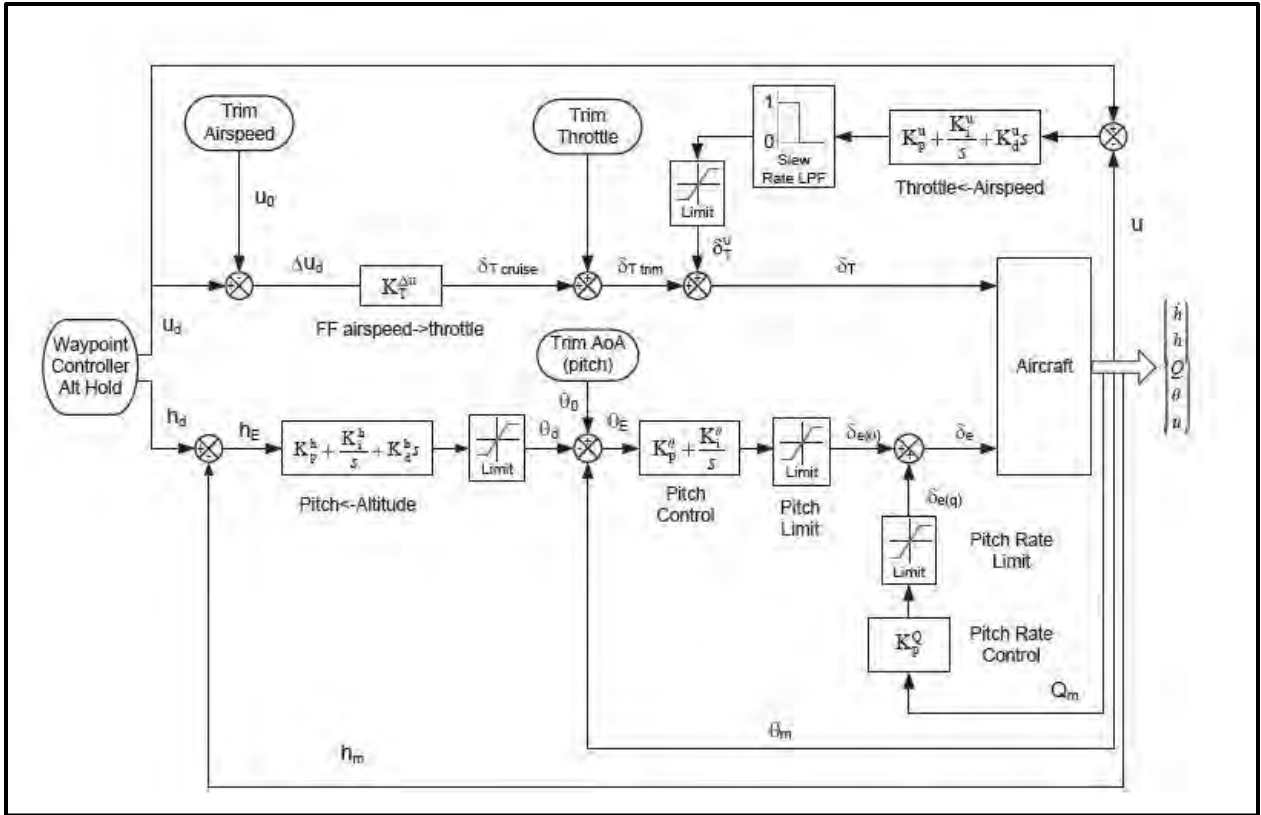 Trim
Airspeed
Trim
Throttle
1
0
Slew
Rate LPF
K_p^u + K_i^u/s + K_d^u s
Throttle<-Airspeed
Limit
u_0
u
δ_T^u
Δu_d
K_T^Δu
δ_T cruise
δ_T trim
δ_T
FF airspeed->throttle
u_d
Waypoint
Controller
Alt Hold
Trim AoA
(pitch)
Aircraft
ḣ
h
Q
θ
u
θ_0
h_d
h_E
K_p^h + K_i^h/s + K_d^h s
Limit
θ_d
θ_E
K_p^θ + K_i^θ/s
Limit
δ_e
Pitch<-Altitude
Pitch
Control
Pitch
Limit
δ_e(q)
Limit
Pitch Rate
Limit
K_p^Q
Pitch Rate
Control
Q_m
θ_m
h_m